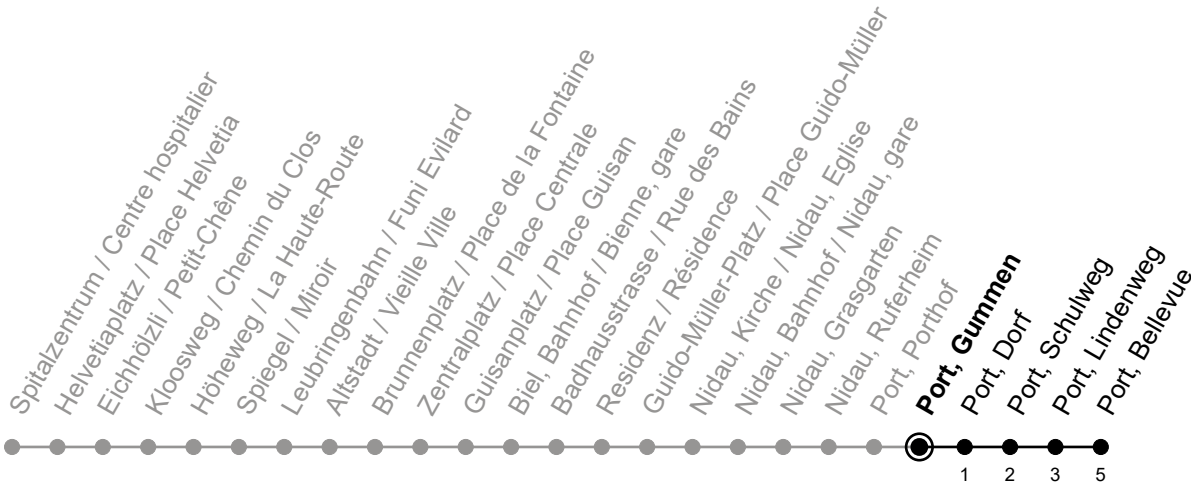 Spitalzentrum / Centre hospitalier
Helvetiaplatz / Place Helvetia
Eichhölzli / Petit-Chêne
Kloosweg / Chemin du Clos
Höheweg / La Haute-Route
Spiegel / Miroir
Leubringenbahn / Funi Evilard
Altstadt / Vieille Ville
Brunnenplatz / Place de la Fontaine
Zentralplatz / Place Centrale
Guisanplatz / Place Guisan
Biel, Bahnhof / Bienne, gare
Badhausstrasse / Rue des Bains
Residenz / Résidence
Guido-Müller-Platz / Place Guido-Müller
Nidau, Kirche / Nidau, Eglise
Nidau, Bahnhof / Nidau, gare
Nidau, Grasgarten
Nidau, Ruferheim
Port, Porthof
Port, Gummen
Port, Dorf
Port, Schulweg
Port, Lindenweg
Port, Bellevue
1 2 3 5